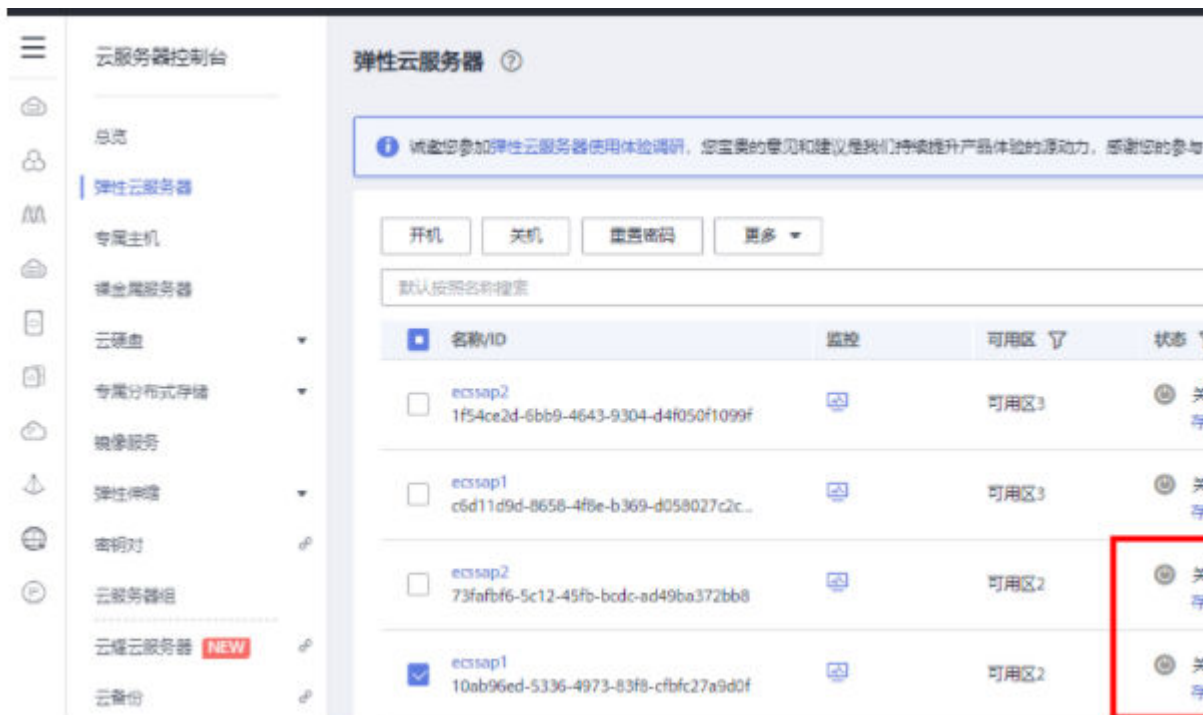 云服务器控制台
总览
弹性云服务器
专属主机
裸金属服务器
云硬盘
专属分布式存储
镜像服务
弹性伸缩
密钥对
云服务器组
云耀云服务器 NEW
云备份
弹性云服务器
诚邀您参加弹性云服务器使用体验调研，您宝贵的意见和建议是我们持续提升产品体验的源动力，感谢您的参与
开机 关机 重置密码 更多
默认按照名称搜索
名称/ID 监控 可用区 状态
ecssap2 可用区3 关
1f54ce2d-6bb9-4643-9304-d4f050f1099f 存
ecssap1 可用区3 关
c6d11d9d-8658-4f8e-b369-d058027c2c... 存
ecssap2 可用区2 关
73fafbf6-5c12-45fb-bcdc-ad49ba372bb8 存
ecssap1 可用区2 关
10ab96ed-5336-4973-83f8-cfbfc27a9d0f 存